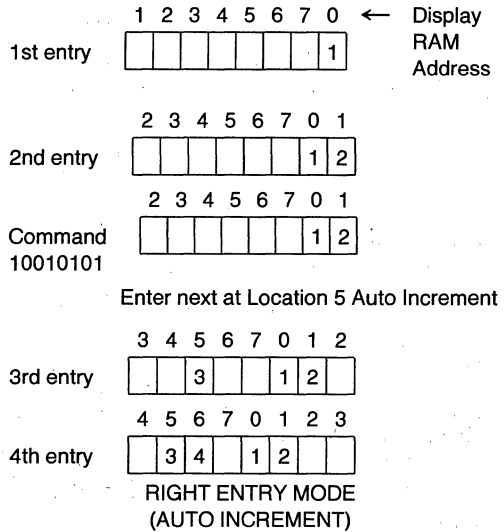 1 2 3 4 5 6 7 0 ← Display
RAM
Address
1st entry 1
2 3 4 5 6 7 0 1
2nd entry 1 2
2 3 4 5 6 7 0 1
Command 1 2
10010101
Enter next at Location 5 Auto Increment
3 4 5 6 7 0 1 2
3rd entry 3 1 2
4 5 6 7 0 1 2 3
4th entry 3 4 1 2
RIGHT ENTRY MODE
(AUTO INCREMENT)